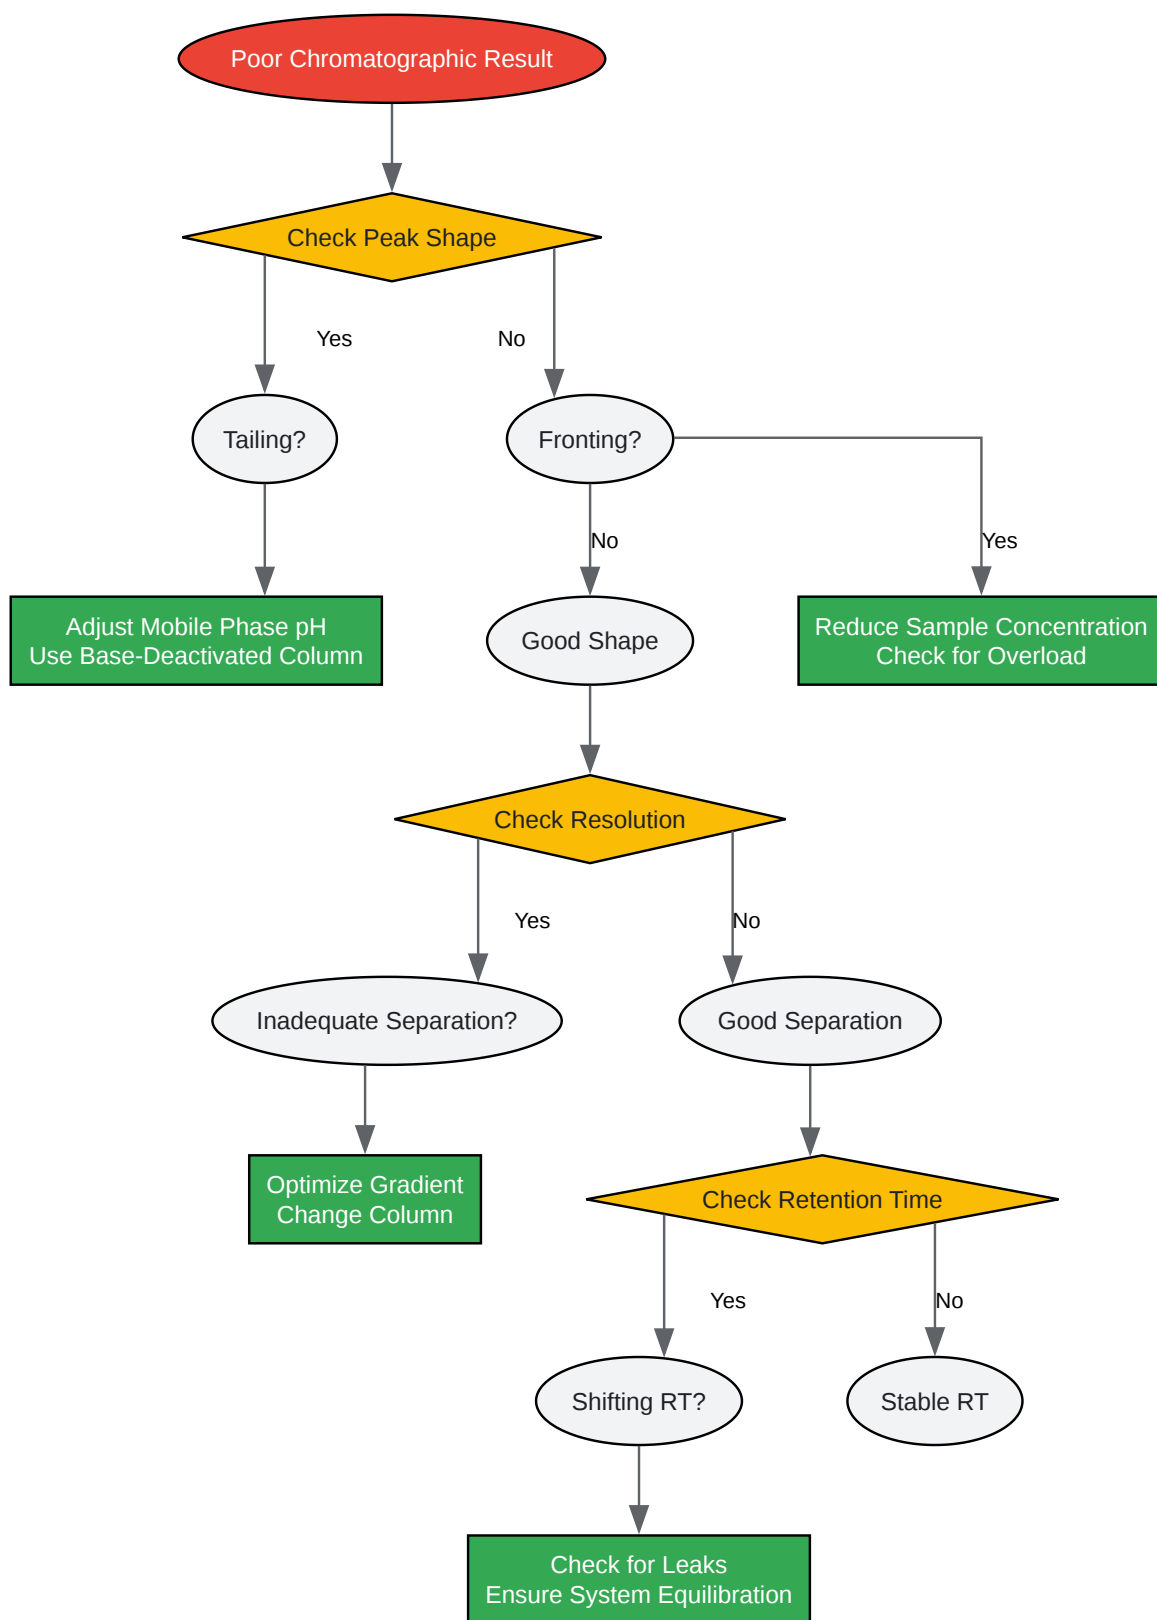 Poor Chromatographic Result
Check Peak Shape
Yes
No
Tailing?
Fronting?
No
Yes
Adjust Mobile Phase pH
Use Base-Deactivated Column
Good Shape
Reduce Sample Concentration
Check for Overload
Check Resolution
Yes
No
Inadequate Separation?
Good Separation
Optimize Gradient
Change Column
Check Retention Time
Yes
No
Shifting RT?
Stable RT
Check for Leaks
Ensure System Equilibration